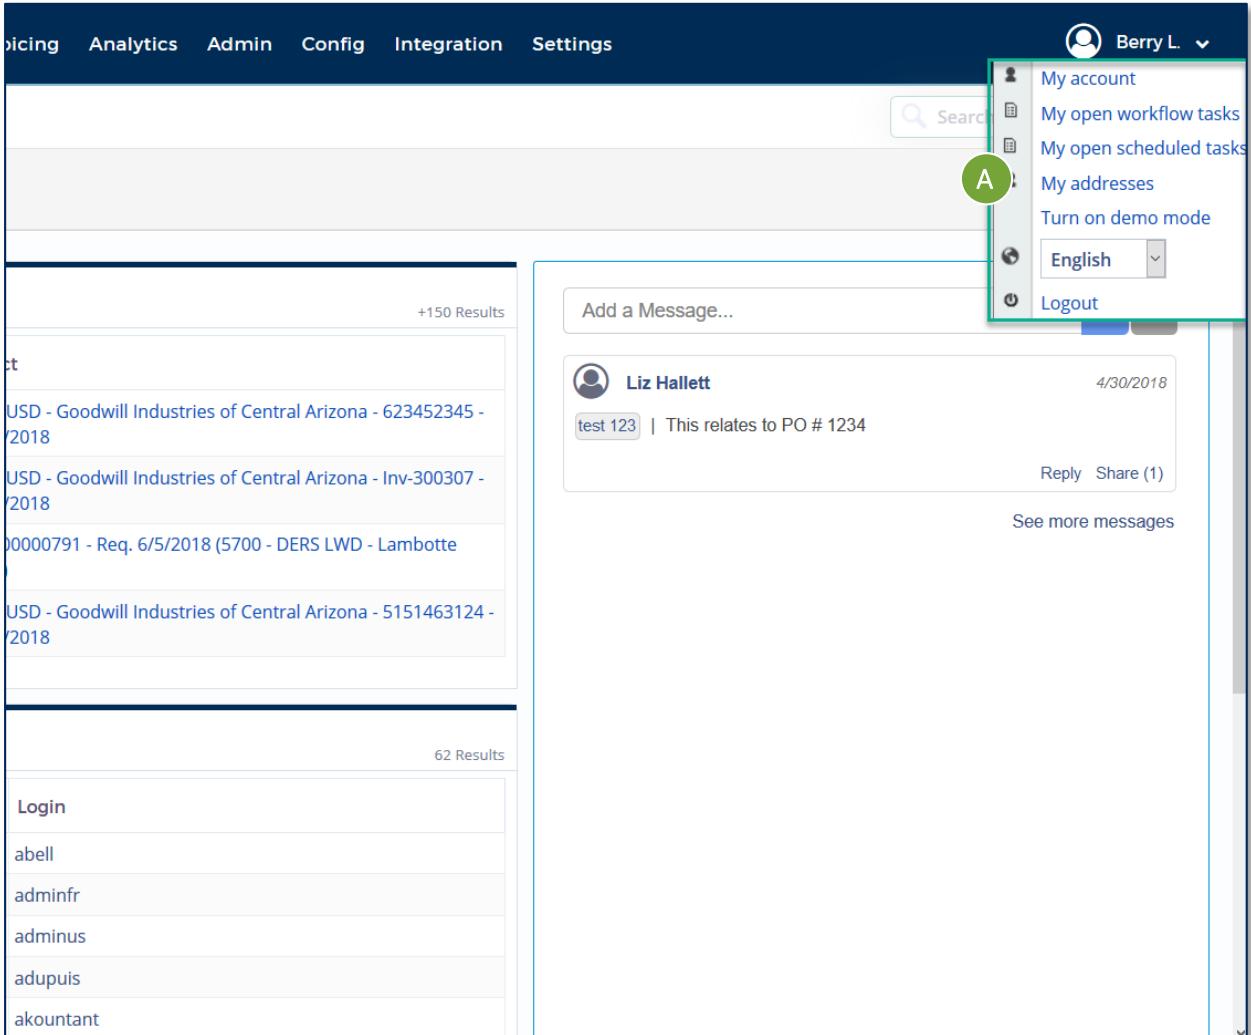 oicing Analytics Admin Config Integration Settings Berry L.
My account
My open workflow tasks
My open scheduled tasks
A
My addresses
Turn on demo mode
English
Logout
Search
+150 Results
ct
USD - Goodwill Industries of Central Arizona - 623452345 -
/2018
USD - Goodwill Industries of Central Arizona - Inv-300307 -
/2018
00000791 - Req. 6/5/2018 (5700 - DERS LWD - Lambotte
)
USD - Goodwill Industries of Central Arizona - 5151463124 -
/2018
62 Results
Login
abell
adminfr
adminus
adupuis
akountant
Add a Message...
Liz Hallett 4/30/2018
test 123 | This relates to PO # 1234
Reply Share (1)
See more messages